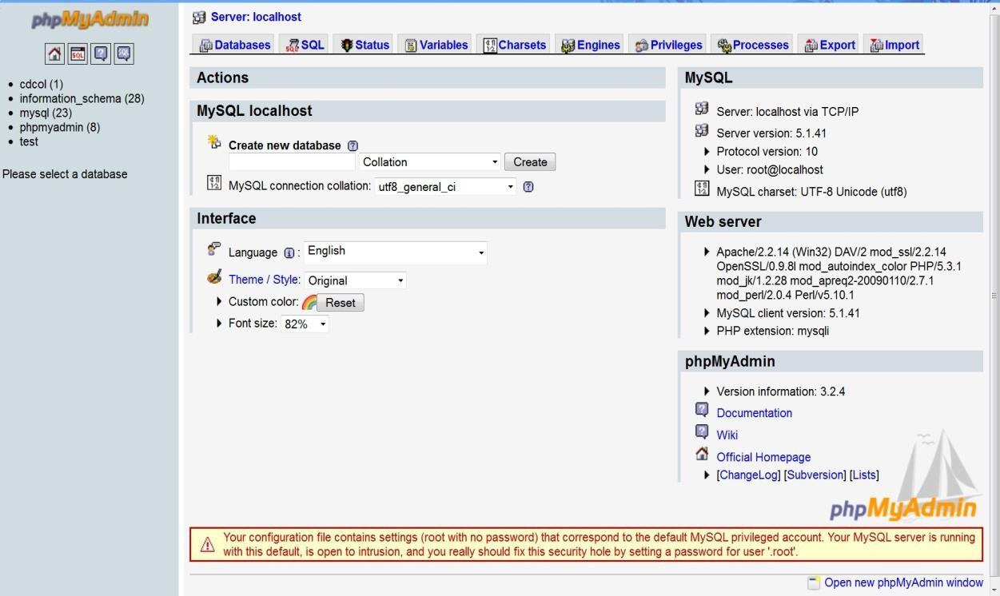 phpMyAdmin
SQL
cdcol (1)
information_schema (28)
mysql (23)
phpmyadmin (8)
test
Please select a database
Server: localhost
Databases SQL Status Variables Charsets Engines Privileges Processes Export Import
Actions
MySQL localhost
Create new database
Collation Create
MySQL connection collation: utf8_general_ci
Interface
Language : English
Theme / Style: Original
Custom color: Reset
Font size: 82%
MySQL
Server: localhost via TCP/IP
Server version: 5.1.41
Protocol version: 10
User: root@localhost
MySQL charset: UTF-8 Unicode (utf8)
Web server
Apache/2.2.14 (Win32) DAV/2 mod_ssl/2.2.14
OpenSSL/0.9.8l mod_autoindex_color PHP/5.3.1
mod_jk/1.2.28 mod_apreq2-20090110/2.7.1
mod_perl/2.0.4 Perl/v5.10.1
MySQL client version: 5.1.41
PHP extension: mysqli
phpMyAdmin
Version information: 3.2.4
Documentation
Wiki
Official Homepage
[ChangeLog] [Subversion] [Lists]
phpMyAdmin
Your configuration file contains settings (root with no password) that correspond to the default MySQL privileged account. Your MySQL server is running
with this default, is open to intrusion, and you really should fix this security hole by setting a password for user '.root'.
Open new phpMyAdmin window